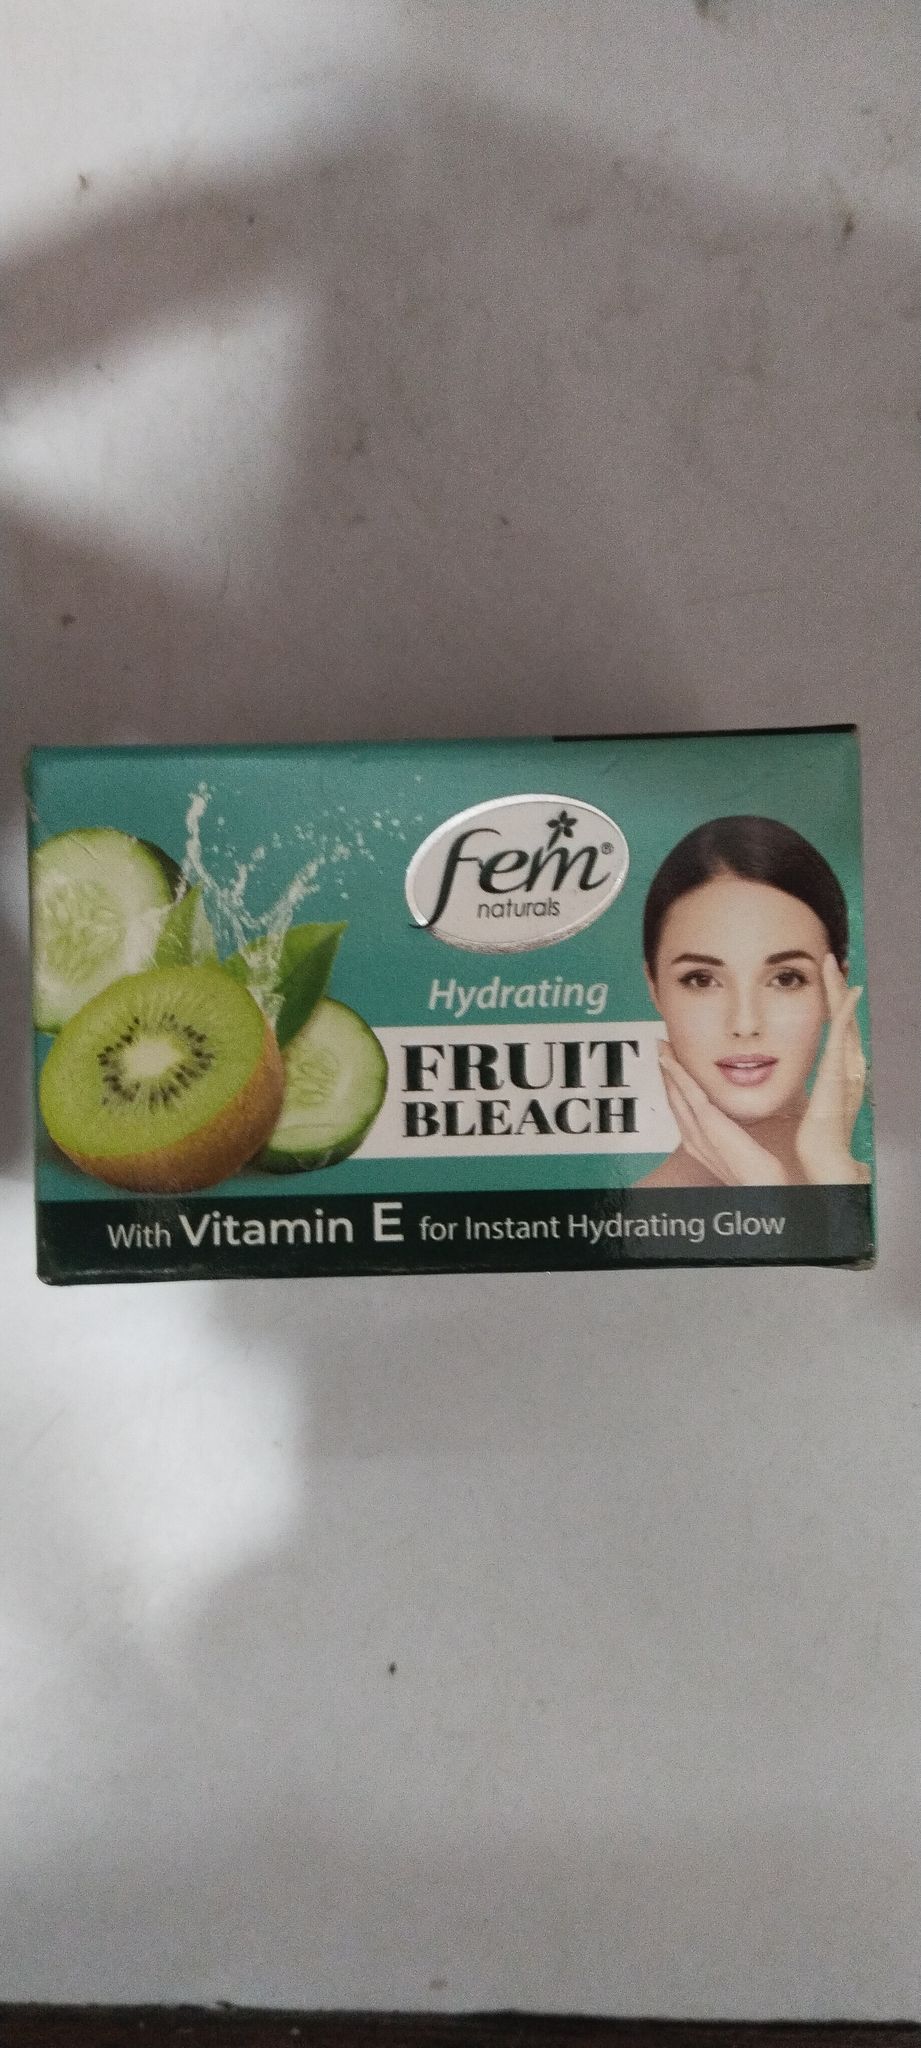 fem®
naturals
Hydrating
FRUIT
BLEACH
With Vitamin E for Instant Hydrating Glow